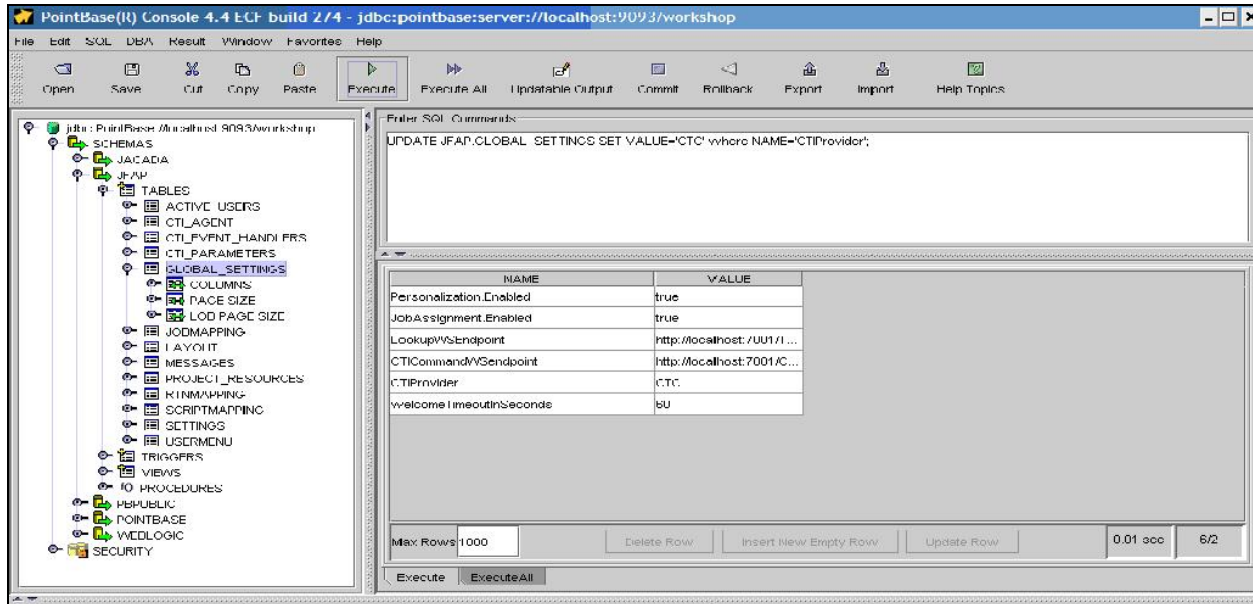 PointBase(R) Console 4.4 ECF build 274 - jdbc:pointbase:server://localhost:9093/workshop
File Edit SQL DBA Result Window Favorites Help
Open Save Cut Copy Paste Execute Execute All Updatable Output Commit Rollback Export Import Help Topics
jdbc:PointBase://localhost:9093/workshop
SCHEMAS
JACADA
JFAP
TABLES
ACTIVE_USERS
CTI_AGENT
CTI_EVENT_HANDLERS
CTI_PARAMETERS
GLOBAL_SETTINGS
COLUMNS
PAGE SIZE
LOB PAGE SIZE
JOBMAPPING
LAYOUT
MESSAGES
PROJECT_RESOURCES
RTNMAPPING
SCRIPTMAPPING
SETTINGS
USERMENU
TRIGGERS
VIEWS
PROCEDURES
PBPUBLIC
POINTBASE
WEBLOGIC
SECURITY
Enter SQL Commands
UPDATE JFAP.GLOBAL_SETTINGS SET VALUE='CTC' where NAME='CTIProvider';
NAME VALUE
Personalization.Enabled true
JobAssignment.Enabled true
LookupWSEndpoint http://localhost:7001/...
CTICommandWSendpoint http://localhost:7001/C...
CTIProvider CTC
WelcomeTimeoutInSeconds 60
Max Rows 1000 Delete Row Insert New Empty Row Update Row 0.01 sec 6/2
Execute ExecuteAll